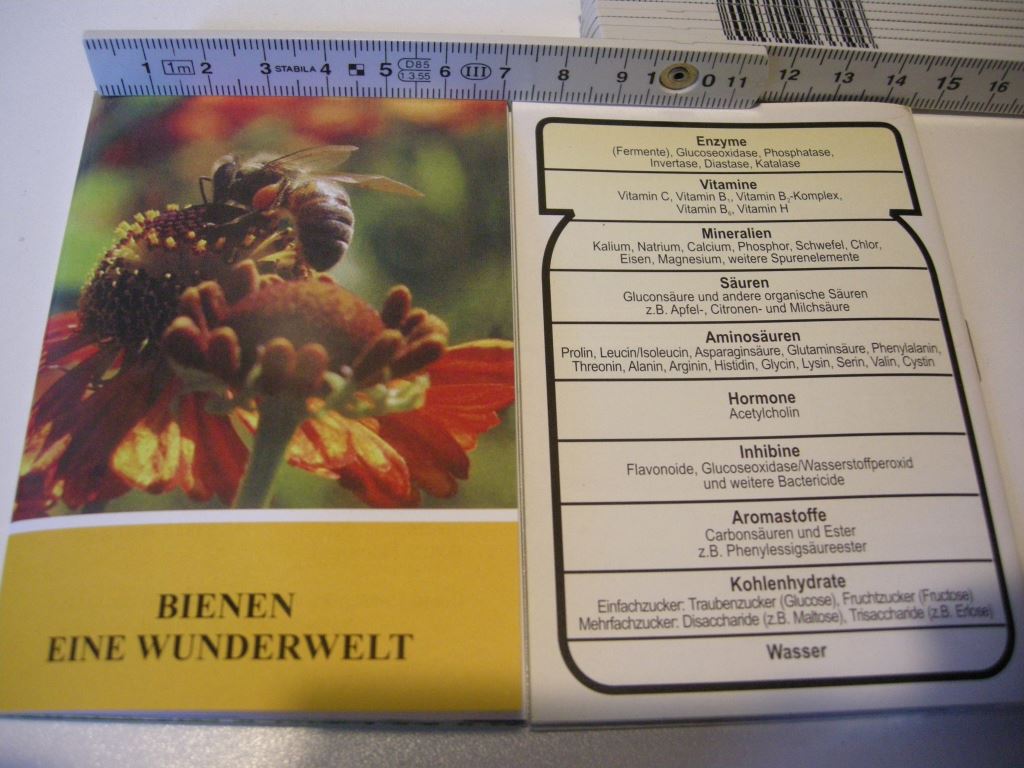 1 1m 2 3 STABILA 4 5 D85 1355 6 III 7 8 9 10 11 12 13 14 15 16
BIENEN
EINE WUNDERWELT
Enzyme
(Fermente), Glucoseoxidase, Phosphatase,
Invertase, Diastase, Katalase
Vitamine
Vitamin C, Vitamin B₁, Vitamin B₂-Komplex,
Vitamin B₆, Vitamin H
Mineralien
Kalium, Natrium, Calcium, Phosphor, Schwefel, Chlor,
Eisen, Magnesium, weitere Spurenelemente
Säuren
Gluconsäure und andere organische Säuren
z.B. Apfel-, Citronen- und Milchsäure
Aminosäuren
Prolin, Leucin/Isoleucin, Asparaginsäure, Glutaminsäure, Phenylalanin,
Threonin, Alanin, Arginin, Histidin, Glycin, Lysin, Serin, Valin, Cystin
Hormone
Acetylcholin
Inhibine
Flavonoide, Glucoseoxidase/Wasserstoffperoxid
und weitere Bactericide
Aromastoffe
Carbonsäuren und Ester
z.B. Phenylessigsäureester
Kohlenhydrate
Einfachzucker: Traubenzucker (Glucose), Fruchtzucker (Fructose)
Mehrfachzucker: Disaccharide (z.B. Maltose), Trisaccharide (z.B. Erlose)
Wasser